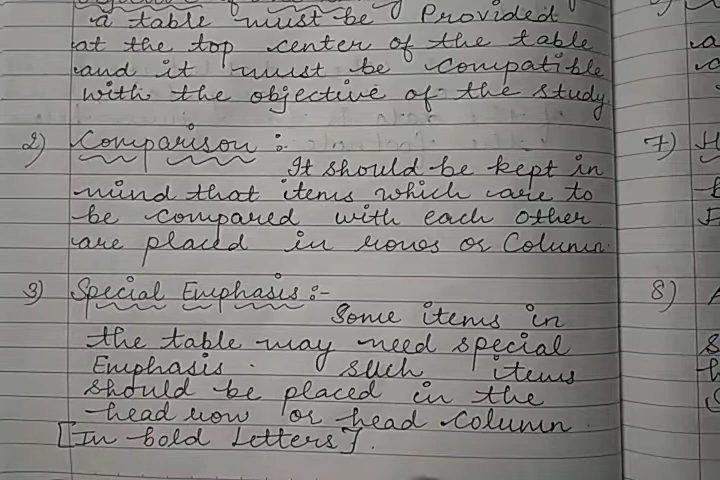 a table must be Provided
at the top center of the table
and it must be compatible
with the objective of the study
2) Comparison :
It should be kept in
mind that items which are to
be compared with each other
are placed in rows or Column.
3) Special Emphasis :-
Some items in
the table may need special
Emphasis. Such items
should be placed in the
head row or head column.
[In bold Letters].
7) H
8)